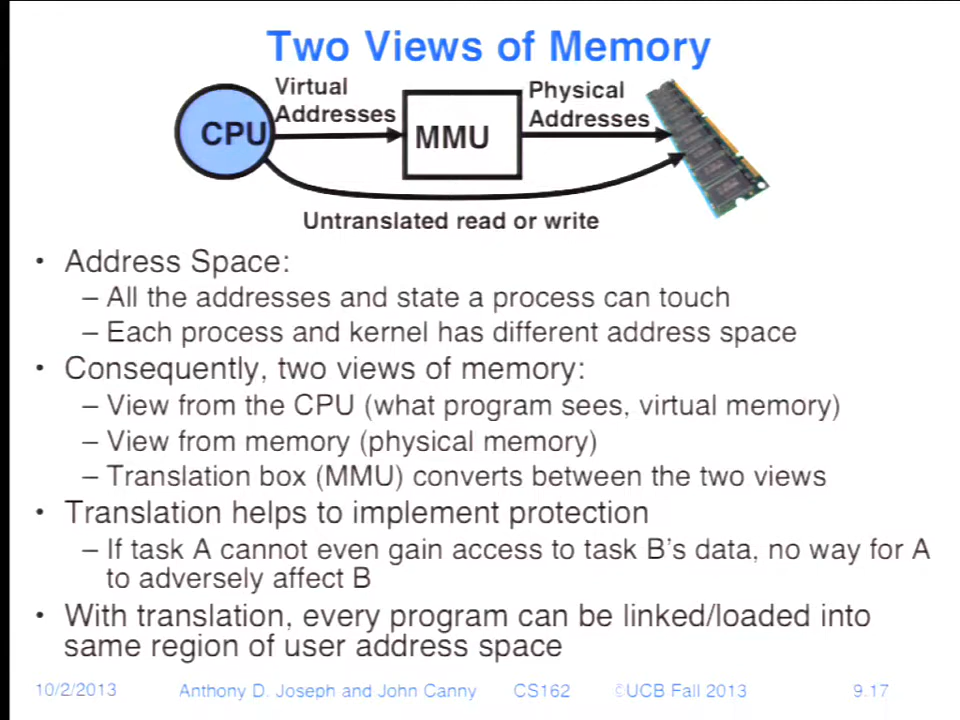 Two Views of Memory
Virtual
Addresses
Physical
Addresses
CPU
MMU
Untranslated read or write
• Address Space:
– All the addresses and state a process can touch
– Each process and kernel has different address space
• Consequently, two views of memory:
– View from the CPU (what program sees, virtual memory)
– View from memory (physical memory)
– Translation box (MMU) converts between the two views
• Translation helps to implement protection
– If task A cannot even gain access to task B's data, no way for A
to adversely affect B
• With translation, every program can be linked/loaded into
same region of user address space
10/2/2013 Anthony D. Joseph and John Canny CS162 ©UCB Fall 2013 9.17